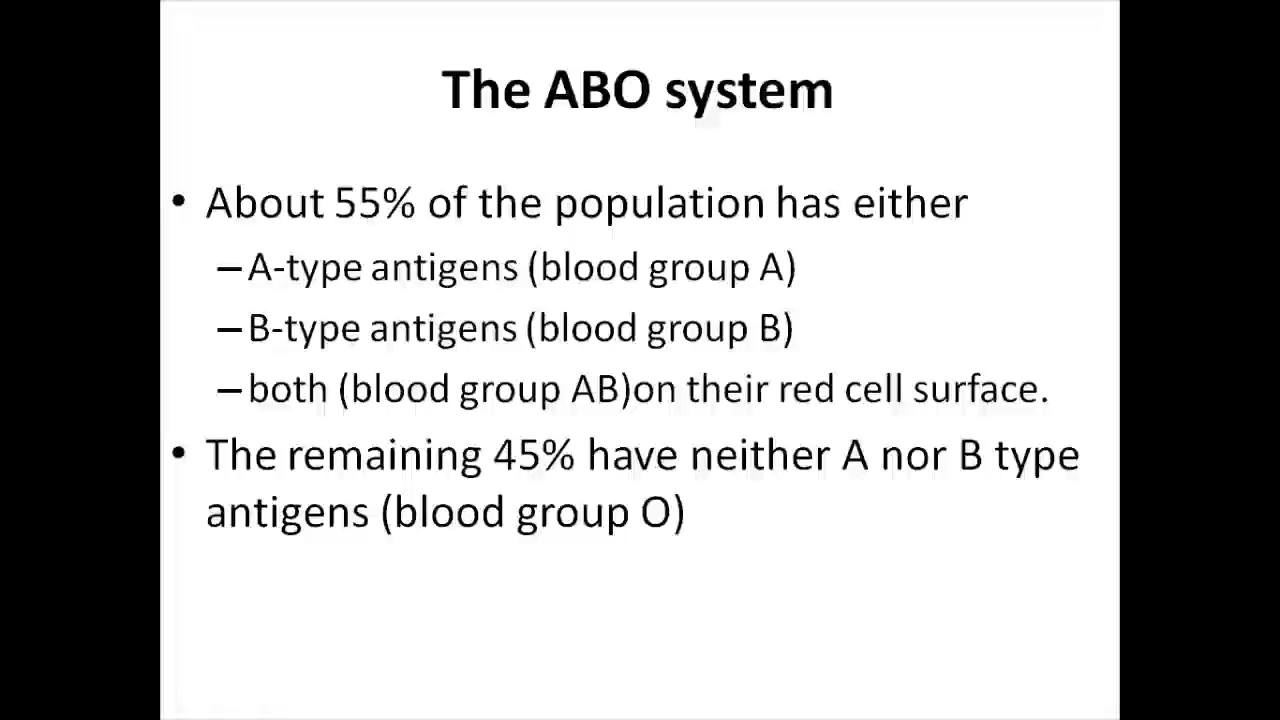 The ABO system
• About 55% of the population has either
–A-type antigens (blood group A)
–B-type antigens (blood group B)
–both (blood group AB)on their red cell surface.
• The remaining 45% have neither A nor B type
antigens (blood group O)